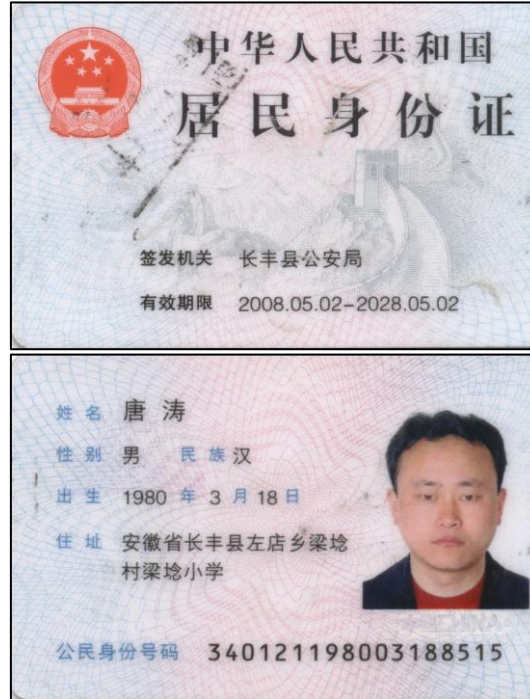 中华人民共和国
居民身份证
签发机关 长丰县公安局
有效期限 2008.05.02-2028.05.02
姓名 唐涛
性别 男 民族 汉
出生 1980 年 3 月 18 日
住址 安徽省长丰县左店乡梁埝
村梁埝小学
公民身份号码 340121198003188515